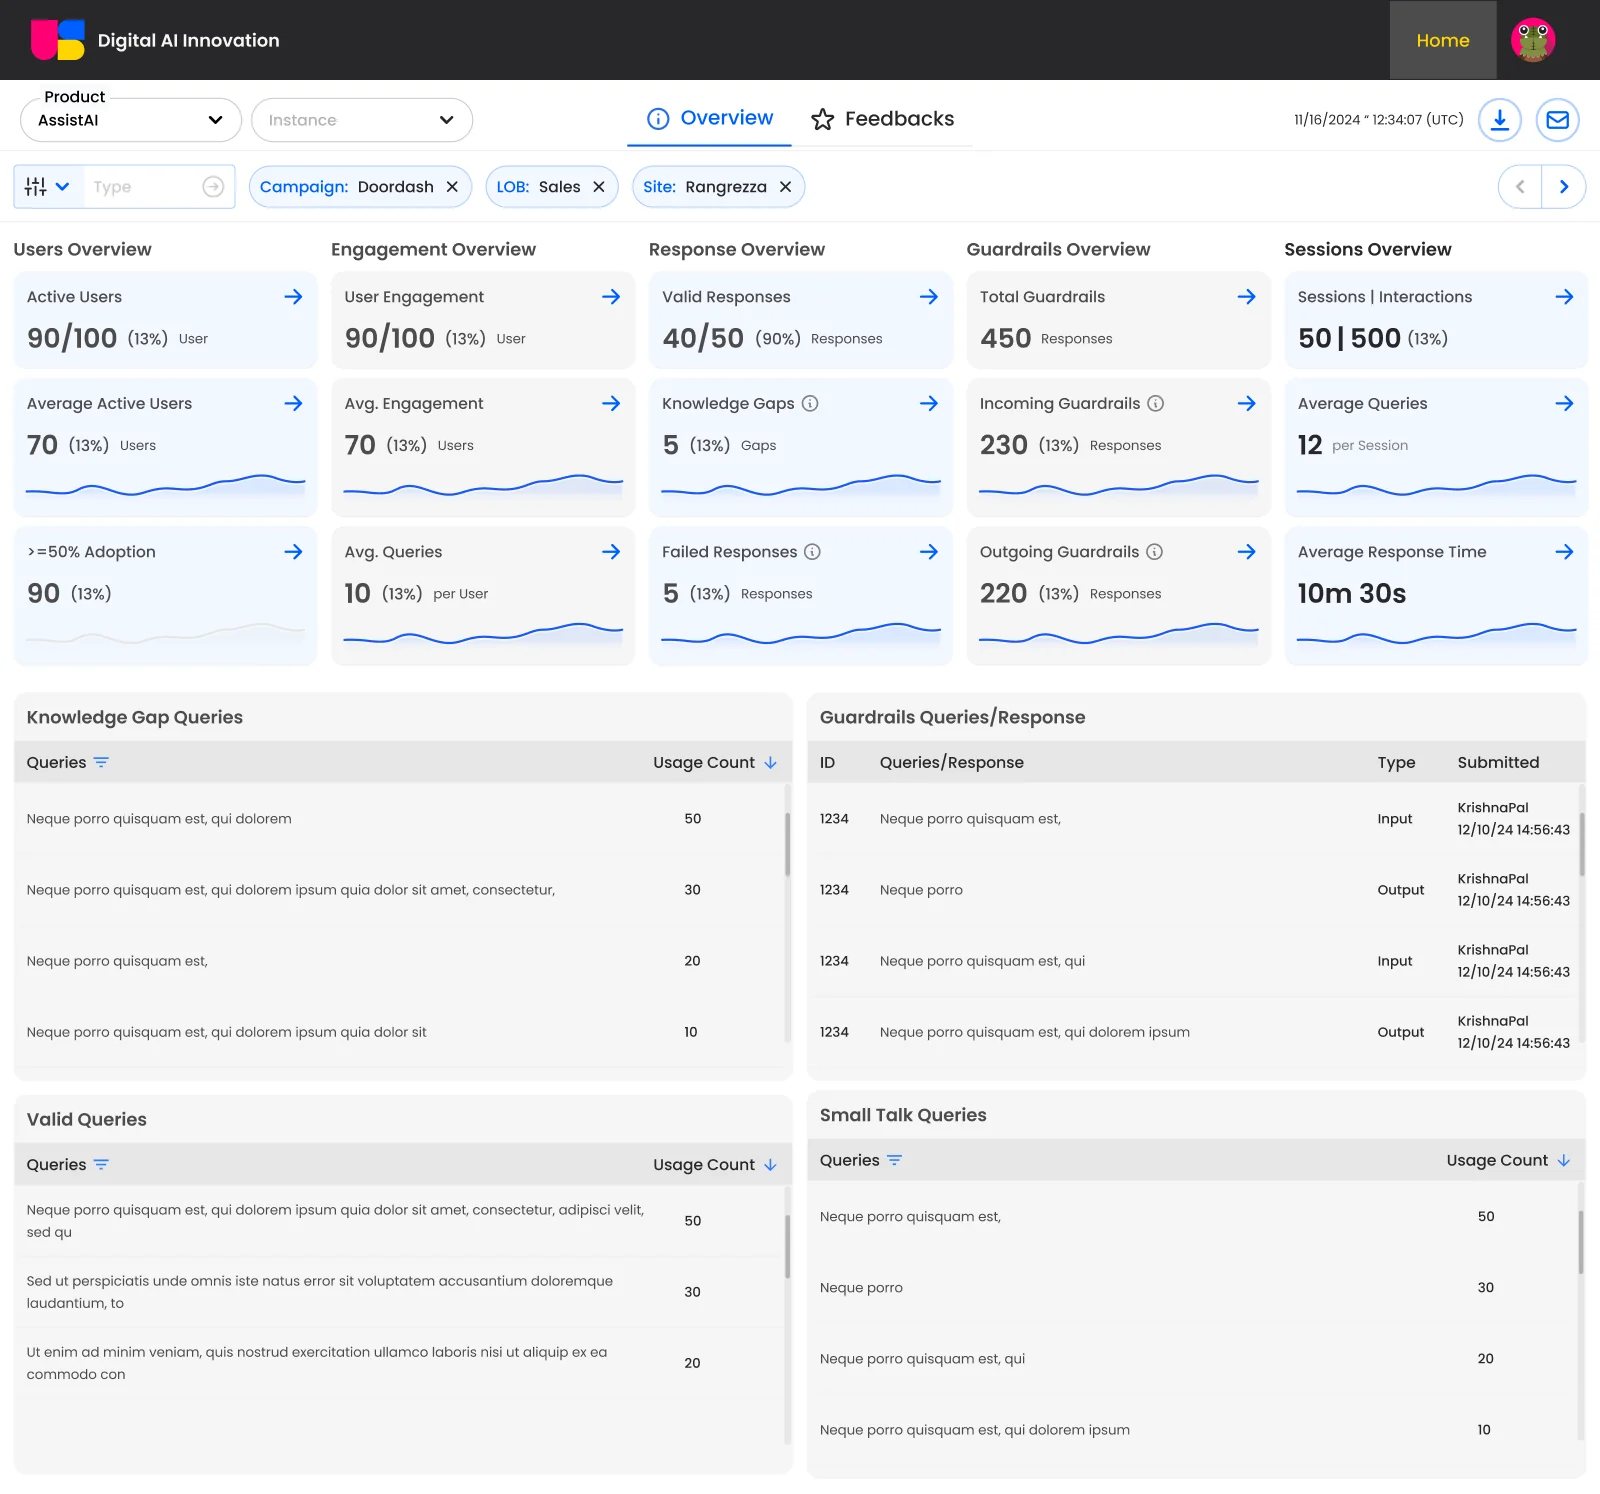 Digital AI Innovation
Home
Product
AssistAI
Instance
Overview
Feedbacks
11/16/2024 “ 12:34:07 (UTC)
Type
Campaign: Doordash
LOB: Sales
Site: Rangrezza
Users Overview
Active Users
90/100 (13%) User
Average Active Users
70 (13%) Users
>=50% Adoption
90 (13%)
Engagement Overview
User Engagement
90/100 (13%) User
Avg. Engagement
70 (13%) Users
Avg. Queries
10 (13%) per User
Response Overview
Valid Responses
40/50 (90%) Responses
Knowledge Gaps
5 (13%) Gaps
Failed Responses
5 (13%) Responses
Guardrails Overview
Total Guardrails
450 Responses
Incoming Guardrails
230 (13%) Responses
Outgoing Guardrails
220 (13%) Responses
Sessions Overview
Sessions | Interactions
50 | 500 (13%)
Average Queries
12 per Session
Average Response Time
10m 30s
Knowledge Gap Queries
Queries Usage Count
Neque porro quisquam est, qui dolorem 50
Neque porro quisquam est, qui dolorem ipsum quia dolor sit amet, consectetur, 30
Neque porro quisquam est, 20
Neque porro quisquam est, qui dolorem ipsum quia dolor sit 10
Guardrails Queries/Response
ID Queries/Response Type Submitted
1234 Neque porro quisquam est, Input KrishnaPal
12/10/24 14:56:43
1234 Neque porro Output KrishnaPal
12/10/24 14:56:43
1234 Neque porro quisquam est, qui Input KrishnaPal
12/10/24 14:56:43
1234 Neque porro quisquam est, qui dolorem ipsum Output KrishnaPal
12/10/24 14:56:43
Valid Queries
Queries Usage Count
Neque porro quisquam est, qui dolorem ipsum quia dolor sit amet, consectetur, adipisci velit,
sed qu 50
Sed ut perspiciatis unde omnis iste natus error sit voluptatem accusantium doloremque
laudantium, to 30
Ut enim ad minim veniam, quis nostrud exercitation ullamco laboris nisi ut aliquip ex ea
commodo con 20
Small Talk Queries
Queries Usage Count
Neque porro quisquam est, 50
Neque porro 30
Neque porro quisquam est, qui 20
Neque porro quisquam est, qui dolorem ipsum 10